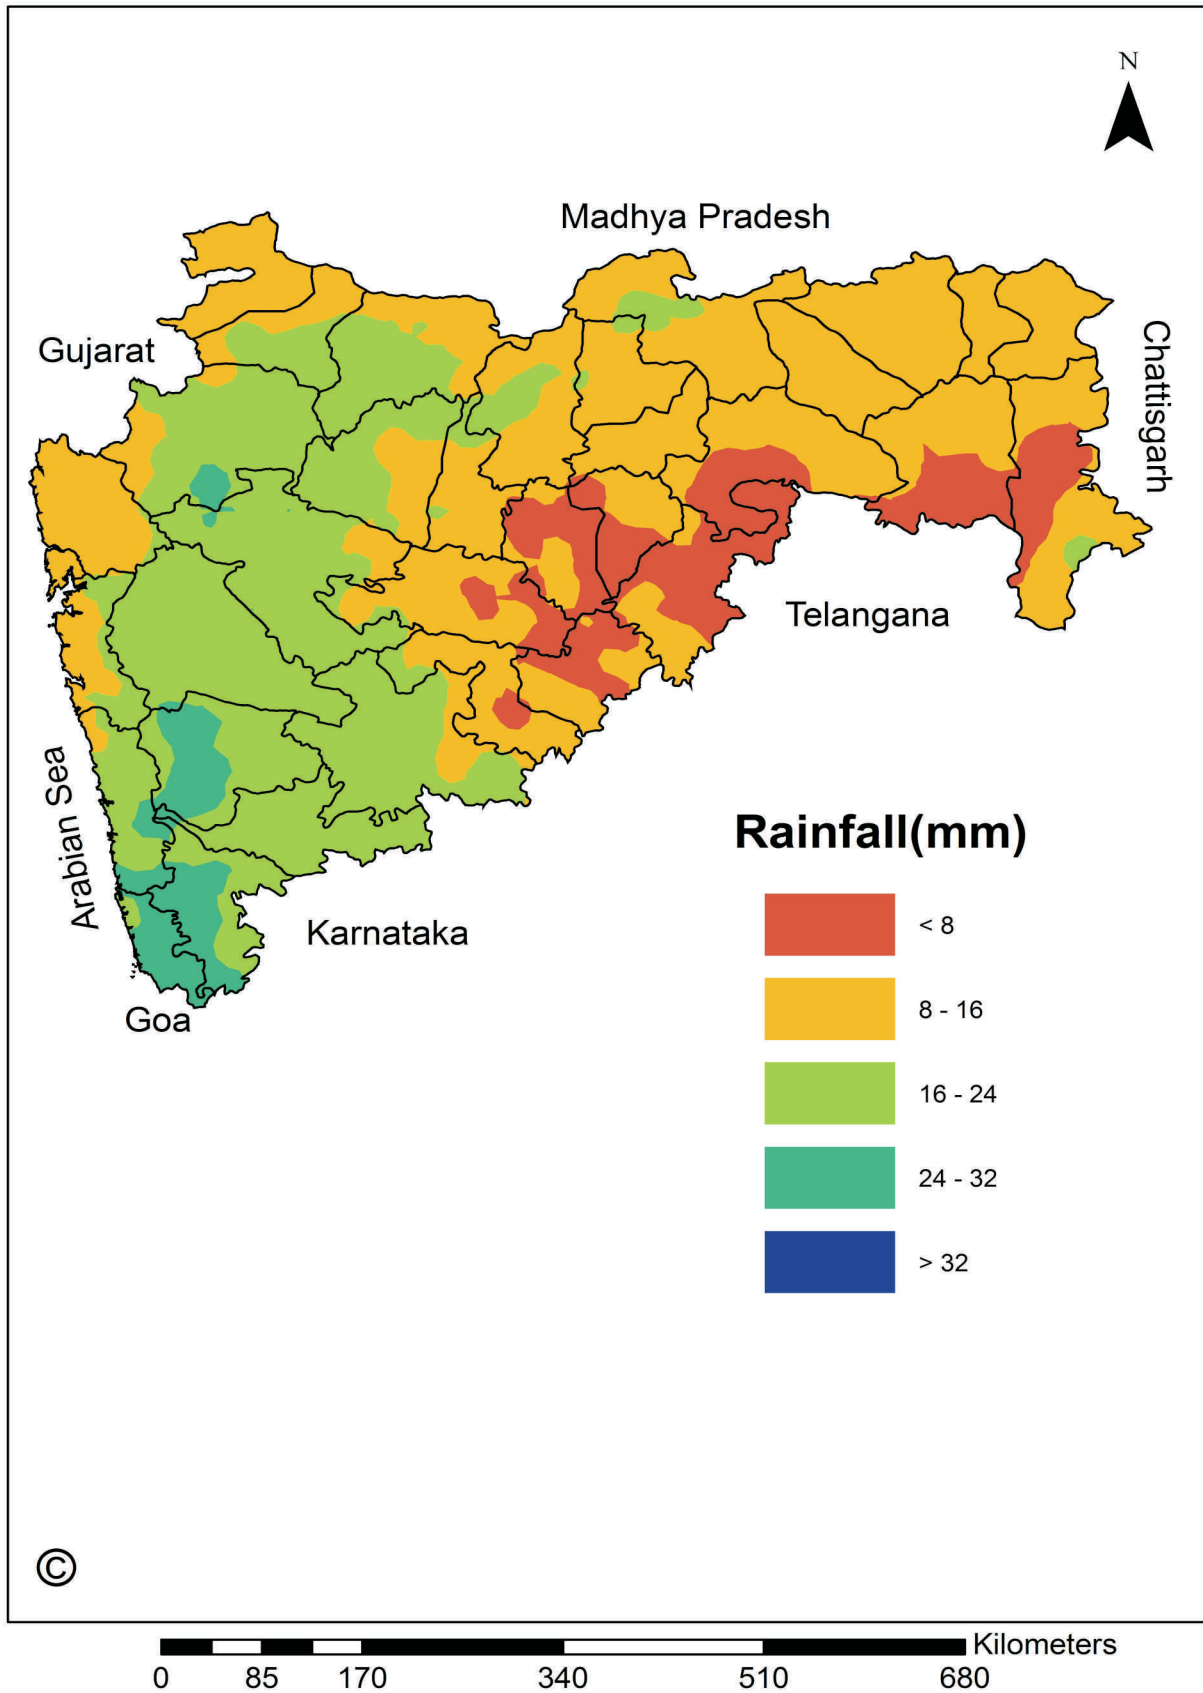 N
Madhya Pradesh
Gujarat
Chattisgarh
Telangana
Arabian Sea
Karnataka
Goa
Rainfall(mm)
< 8
8 - 16
16 - 24
24 - 32
> 32
©
Kilometers
0 85 170 340 510 680